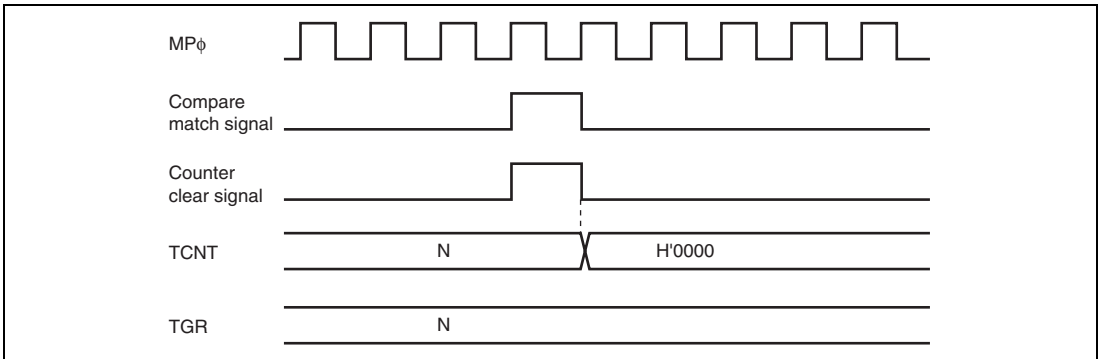 MPϕ
Compare
match signal
Counter
clear signal
TCNT N H'0000
TGR N